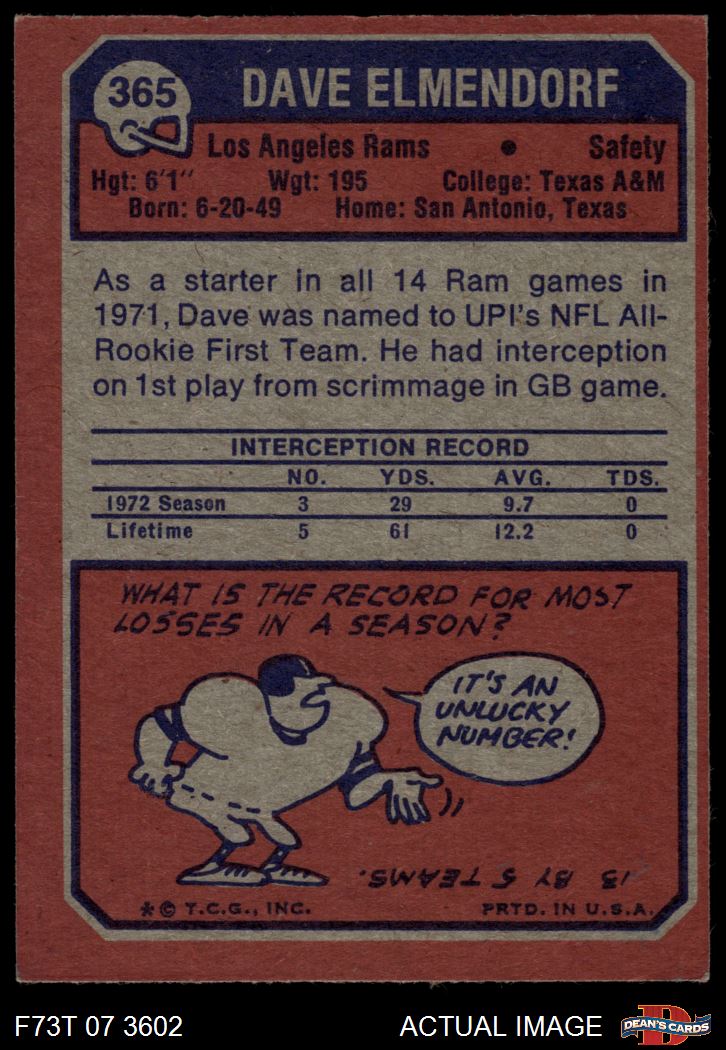 365
DAVE ELMENDORF
Los Angeles Rams • Safety
Hgt: 6'1" Wgt: 195 College: Texas A&M
Born: 6-20-49 Home: San Antonio, Texas
As a starter in all 14 Ram games in
1971, Dave was named to UPI's NFL All-
Rookie First Team. He had interception
on 1st play from scrimmage in GB game.
INTERCEPTION RECORD
NO. YDS. AVG. TDS.
1972 Season 3 29 9.7 0
Lifetime 5 61 12.2 0
WHAT IS THE RECORD FOR MOST
LOSSES IN A SEASON?
IT'S AN
UNLUCKY
NUMBER!
13 BY 5 TEAMS.
* © T.C.G., INC. PRTD. IN U.S.A.
F73T 07 3602 ACTUAL IMAGE
D
DEAN'S CARDS